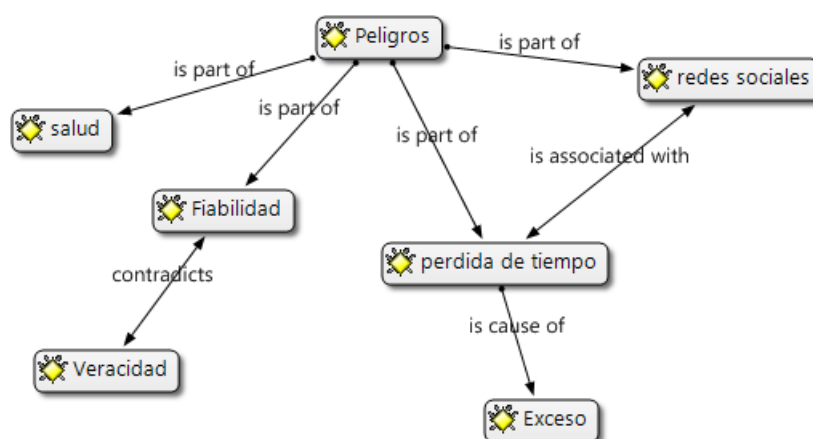 Peligros
is part of
redes sociales
is part of
is part of
salud
is part of
is associated with
Fiabilidad
perdida de tiempo
contradicts
is cause of
Veracidad
Exceso